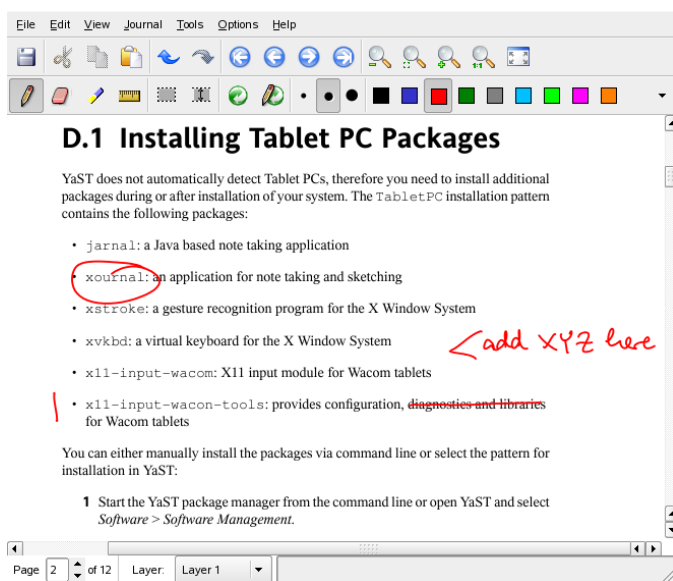 File Edit View Journal Tools Options Help
D.1 Installing Tablet PC Packages
YaST does not automatically detect Tablet PCs, therefore you need to install additional
packages during or after installation of your system. The TabletPC installation pattern
contains the following packages:
• jarnal: a Java based note taking application
• xournal: an application for note taking and sketching
• xstroke: a gesture recognition program for the X Window System
• xvkbd: a virtual keyboard for the X Window System
<add XYZ here
• x11-input-wacom: X11 input module for Wacom tablets
• x11-input-wacon-tools: provides configuration, diagnostics and libraries
for Wacom tablets
You can either manually install the packages via command line or select the pattern for
installation in YaST:
1 Start the YaST package manager from the command line or open YaST and select
Software > Software Management.
Page 2 of 12 Layer: Layer 1